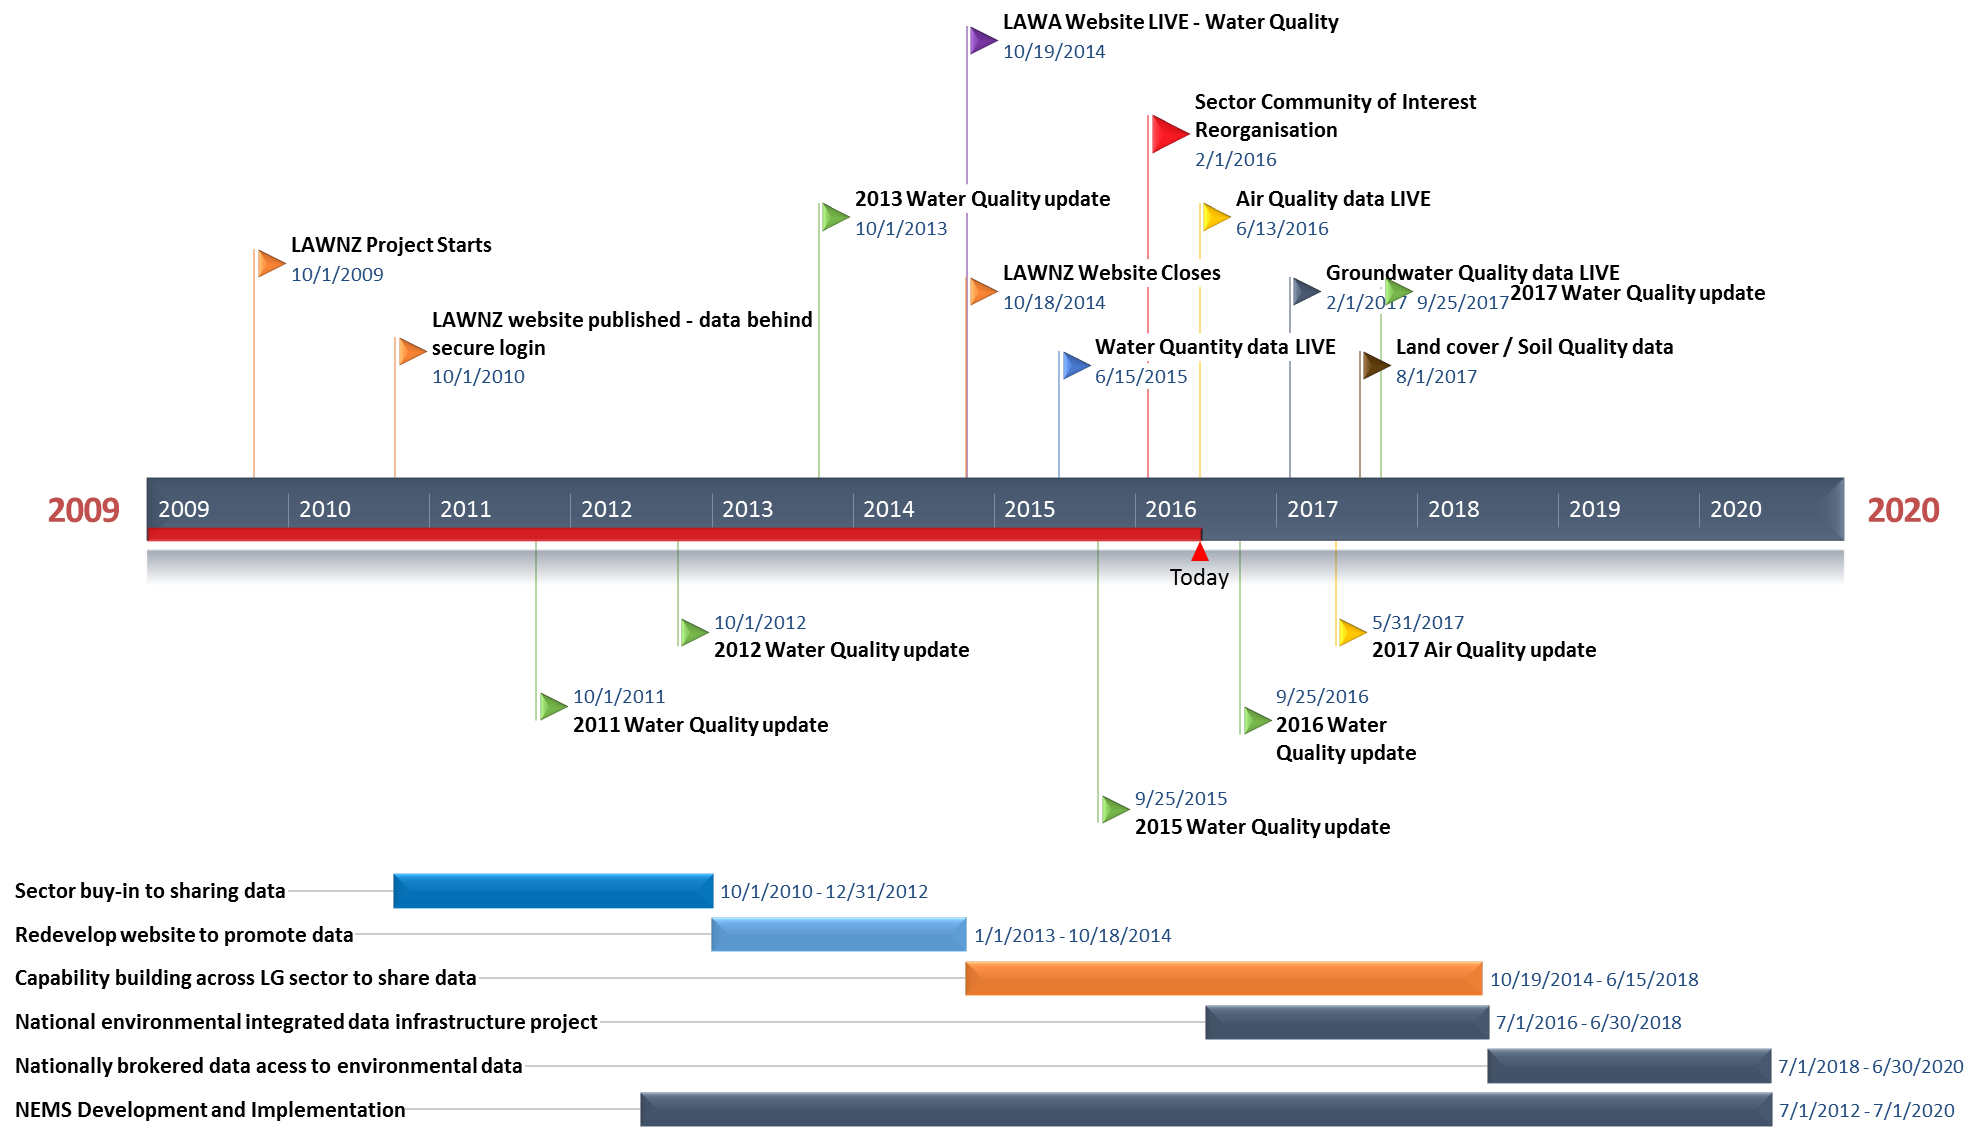 LAWA Website LIVE - Water Quality
10/19/2014
Sector Community of Interest
Reorganisation
2/1/2016
2013 Water Quality update
10/1/2013
Air Quality data LIVE
6/13/2016
LAWNZ Project Starts
10/1/2009
LAWNZ Website Closes
10/18/2014
Groundwater Quality data LIVE
2/1/2017
9/25/2017
2017 Water Quality update
LAWNZ website published - data behind
secure login
10/1/2010
Water Quantity data LIVE
6/15/2015
Land cover / Soil Quality data
8/1/2017
2009
2009 2010 2011 2012 2013 2014 2015 2016 2017 2018 2019 2020
2020
Today
10/1/2012
2012 Water Quality update
5/31/2017
2017 Air Quality update
10/1/2011
2011 Water Quality update
9/25/2016
2016 Water
Quality update
9/25/2015
2015 Water Quality update
Sector buy-in to sharing data
10/1/2010 - 12/31/2012
Redevelop website to promote data
1/1/2013 - 10/18/2014
Capability building across LG sector to share data
10/19/2014 - 6/15/2018
National environmental integrated data infrastructure project
7/1/2016 - 6/30/2018
Nationally brokered data acess to environmental data
7/1/2018 - 6/30/2020
NEMS Development and Implementation
7/1/2012 - 7/1/2020